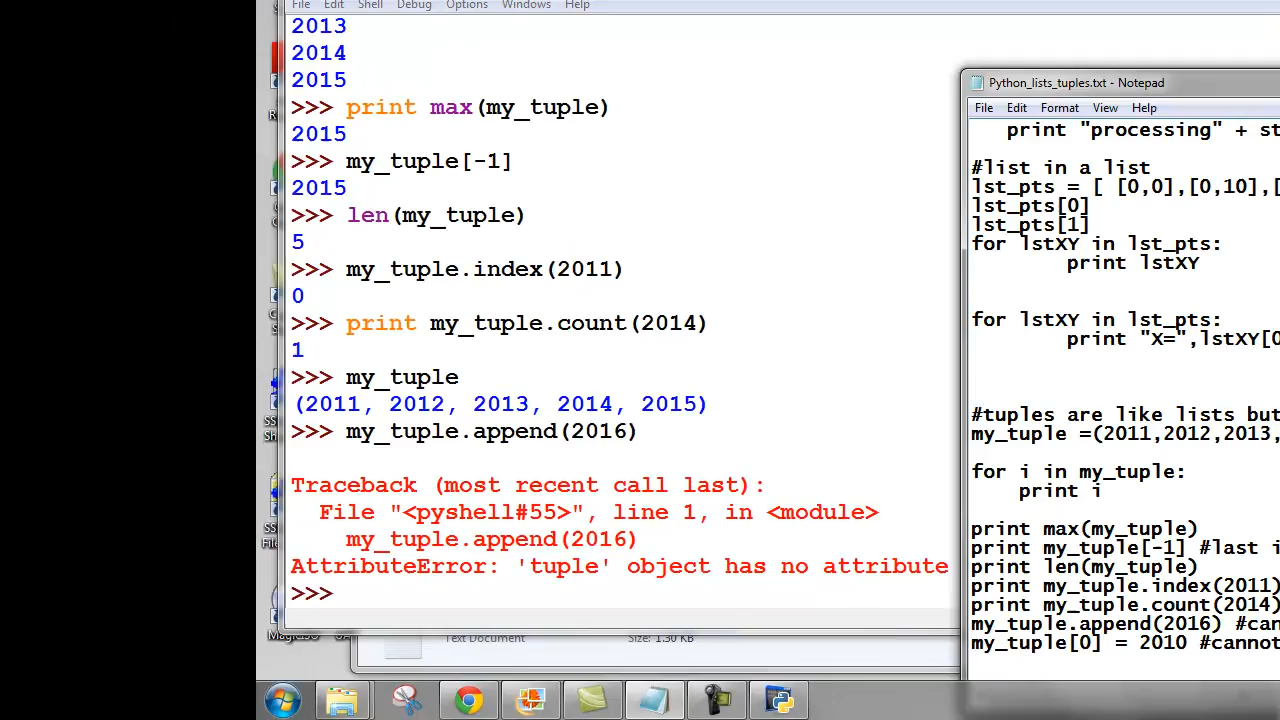 File Edit Shell Debug Options Windows Help
2013
2014
2015
>>> print max(my_tuple)
2015
>>> my_tuple[-1]
2015
>>> len(my_tuple)
5
>>> my_tuple.index(2011)
0
>>> print my_tuple.count(2014)
1
>>> my_tuple
(2011, 2012, 2013, 2014, 2015)
>>> my_tuple.append(2016)
Traceback (most recent call last):
File "<pyshell#55>", line 1, in <module>
my_tuple.append(2016)
AttributeError: 'tuple' object has no attribute
>>>
Text Document Size: 1.30 KB
Python_lists_tuples.txt - Notepad
File Edit Format View Help
print "processing" + st
#list in a list
lst_pts = [ [0,0],[0,10],[
lst_pts[0]
lst_pts[1]
for lstXY in lst_pts:
print lstXY
for lstXY in lst_pts:
print "X=",lstXY[0
#tuples are like lists but
my_tuple =(2011,2012,2013,
for i in my_tuple:
print i
print max(my_tuple)
print my_tuple[-1] #last i
print len(my_tuple)
print my_tuple.index(2011)
print my_tuple.count(2014)
my_tuple.append(2016) #can
my_tuple[0] = 2010 #cannot